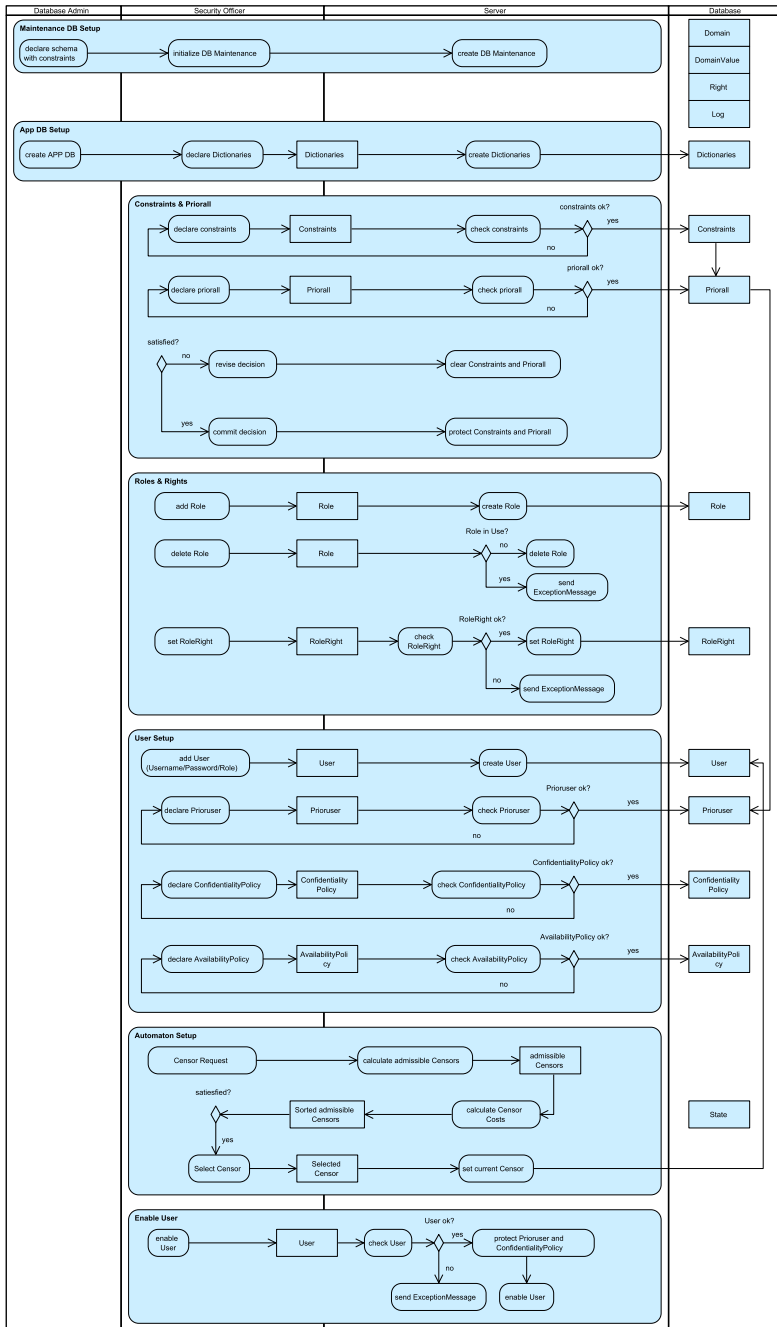 Database Admin
Security Officer
Server
Database
Maintenance DB Setup
declare schema
with constraints
initialize DB Maintenance
create DB Maintenance
Domain
DomainValue
Right
Log
App DB Setup
create APP DB
declare Dictionaries
Dictionaries
create Dictionaries
Dictionaries
Constraints & Priorall
constraints ok?
declare constraints
Constraints
check constraints
yes
Constraints
no
priorall ok?
declare priorall
Priorall
check priorall
yes
Priorall
no
satisfied?
no
revise decision
clear Constraints and Priorall
yes
commit decision
protect Constraints and Priorall
Roles & Rights
add Role
Role
create Role
Role
Role in Use?
delete Role
Role
no
delete Role
yes
send
ExceptionMessage
RoleRight ok?
set RoleRight
RoleRight
check
RoleRight
yes
set RoleRight
RoleRight
no
send ExceptionMessage
User Setup
add User
(Username/Password/Role)
User
create User
User
Prioruser ok?
declare Prioruser
Prioruser
check Prioruser
yes
Prioruser
no
ConfidentialityPolicy ok?
declare ConfidentialityPolicy
Confidentiality
Policy
check ConfidentialityPolicy
yes
Confidentiality
Policy
no
AvailabilityPolicy ok?
declare AvailabilityPolicy
AvailabilityPoli
cy
check AvailabilityPolicy
yes
AvailabilityPoli
cy
no
Automaton Setup
Censor Request
calculate admissible Censors
admissible
Censors
satiesfied?
Sorted admissible
Censors
calculate Censor
Costs
State
yes
Select Censor
Selected
Censor
set current Censor
Enable User
User ok?
enable
User
User
check User
yes
protect Prioruser and
ConfidentialityPolicy
no
send ExceptionMessage
enable User